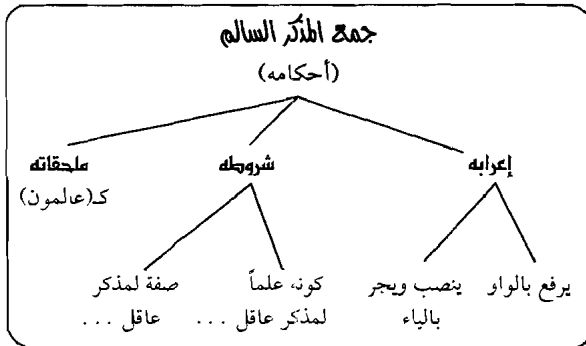 جمع المذكر السالم
(أحكامه)
إعرابه
شروطه
ملحقاته
كـ(عالمون)
يرفع بالواو
ينصب ويجر
بالياء
كونه علماً
لمذكر عاقل ...
صفة لمذكر
عاقل ...